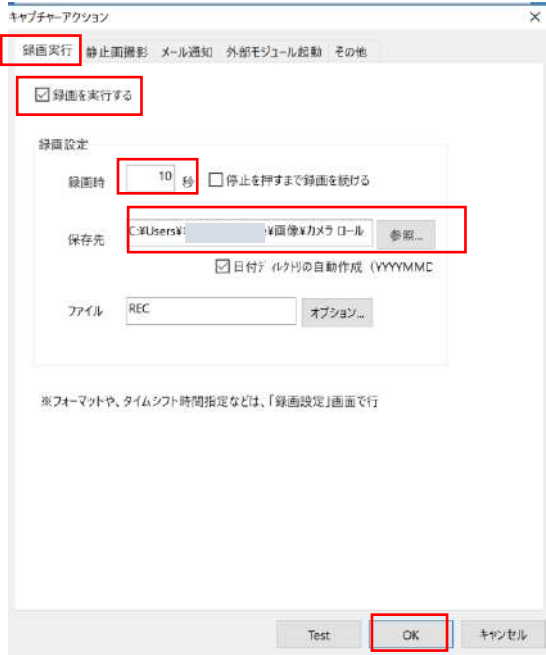 キャプチャーアクション
録画実行 静止画撮影 メール通知 外部モジュール起動 その他
録画を実行する
録画設定
録画時 10 秒 停止を押すまで録画を続ける
保存先 C:¥Users¥ ¥画像¥カメラ ロール 参照...
日付ディレクトリの自動作成 (YYYYMMD
ファイル REC オプション...
※フォーマットや、タイムシフト時間指定などは、「録画設定」画面で行
Test OK キャンセル